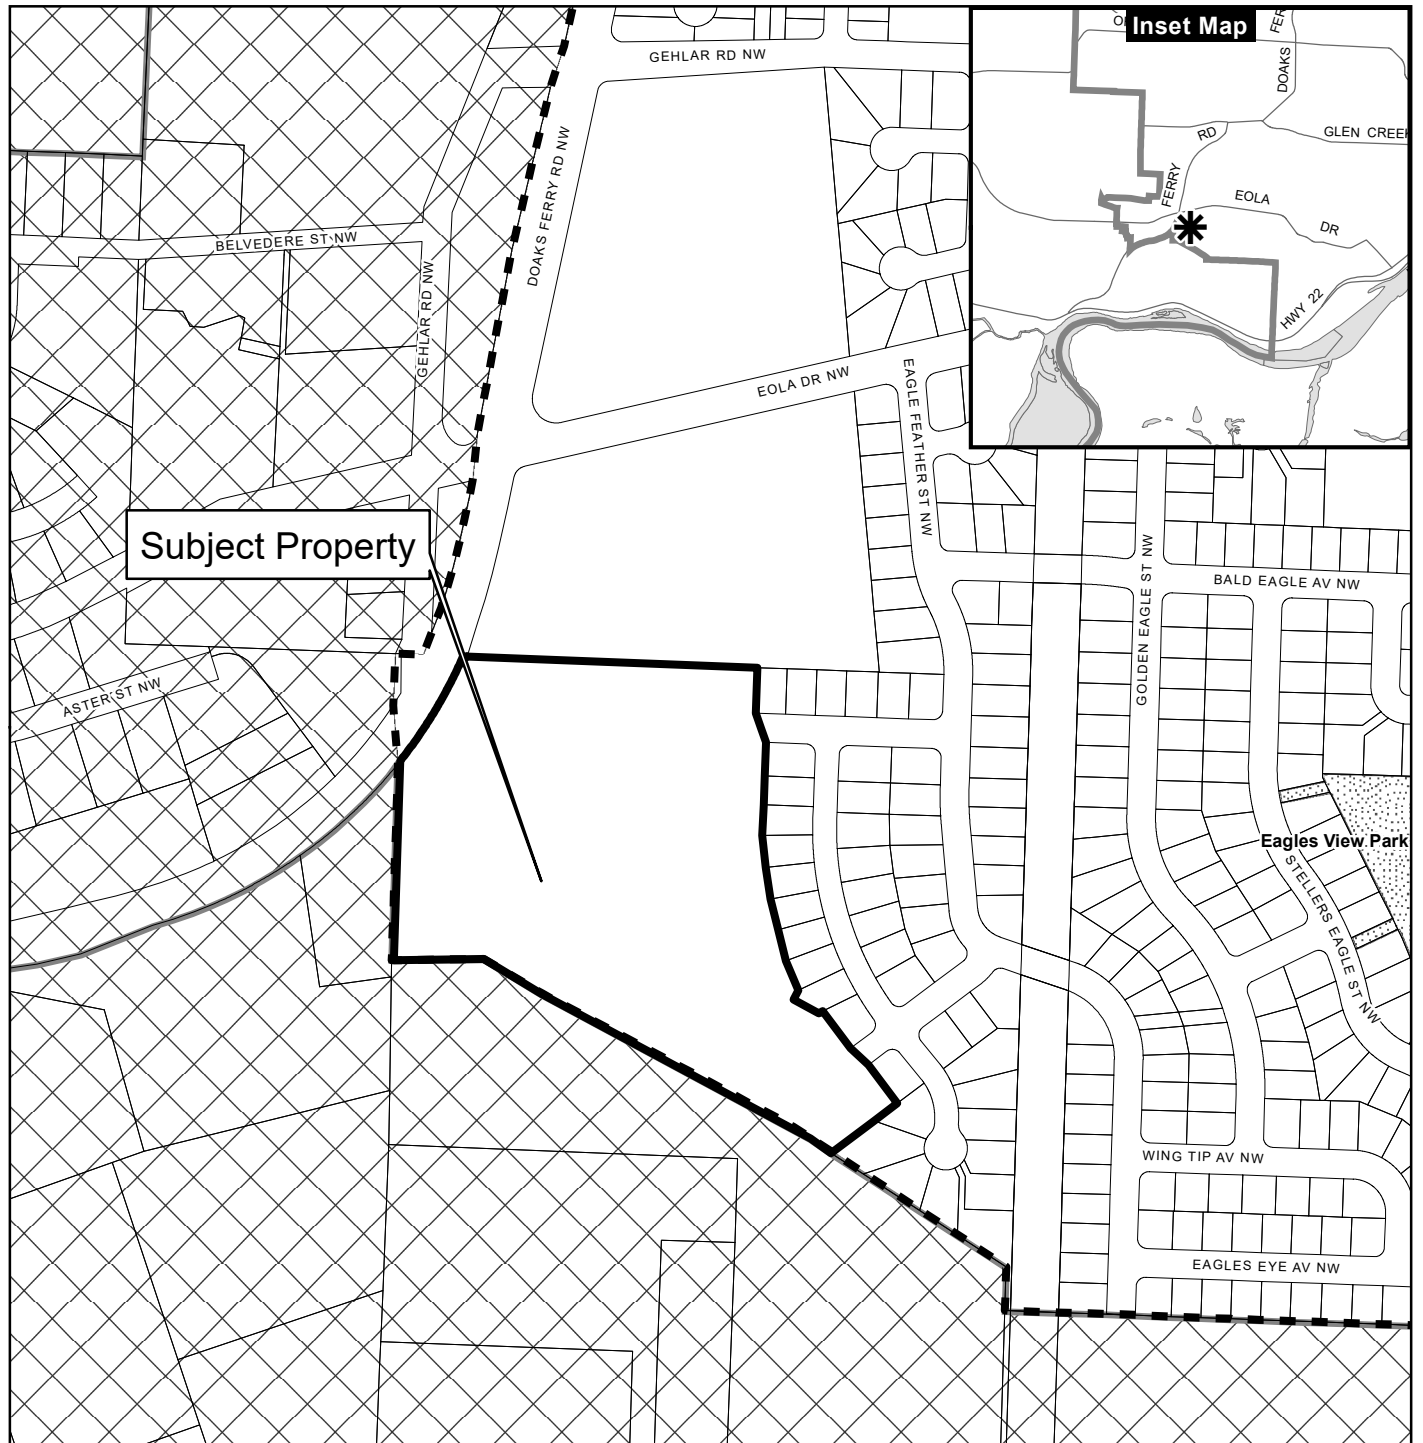 Inset Map
GEHLAR RD NW
DOAKS
FERRY
RD
GLEN CREEK
EOLA
DR
HWY 22
DOAKS FERRY RD NW
BELVEDERE ST NW
GEHLAR RD NW
EOLA DR NW
EAGLE FEATHER ST NW
Subject Property
GOLDEN EAGLE ST NW
BALD EAGLE AV NW
ASTER ST NW
Eagles View Park
STELLERS EAGLE ST NW
WING TIP AV NW
EAGLES EYE AV NW